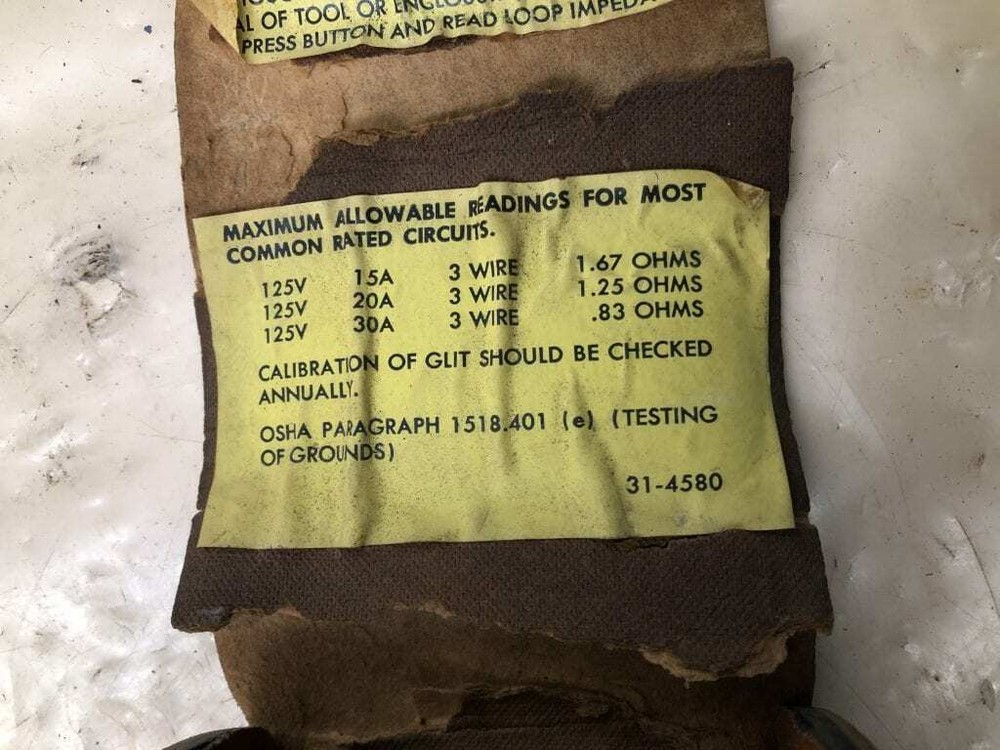 AL OF TOOL OR
PRESS BUTTON AND READ LOOP
MAXIMUM ALLOWABLE READINGS FOR MOST
COMMON RATED CIRCUITS.
125V 15A 3 WIRE 1.67 OHMS
125V 20A 3 WIRE 1.25 OHMS
125V 30A 3 WIRE .83 OHMS
CALIBRATION OF GLIT SHOULD BE CHECKED
ANNUALLY.
OSHA PARAGRAPH 1518.401 (e) (TESTING
OF GROUNDS)
31-4580